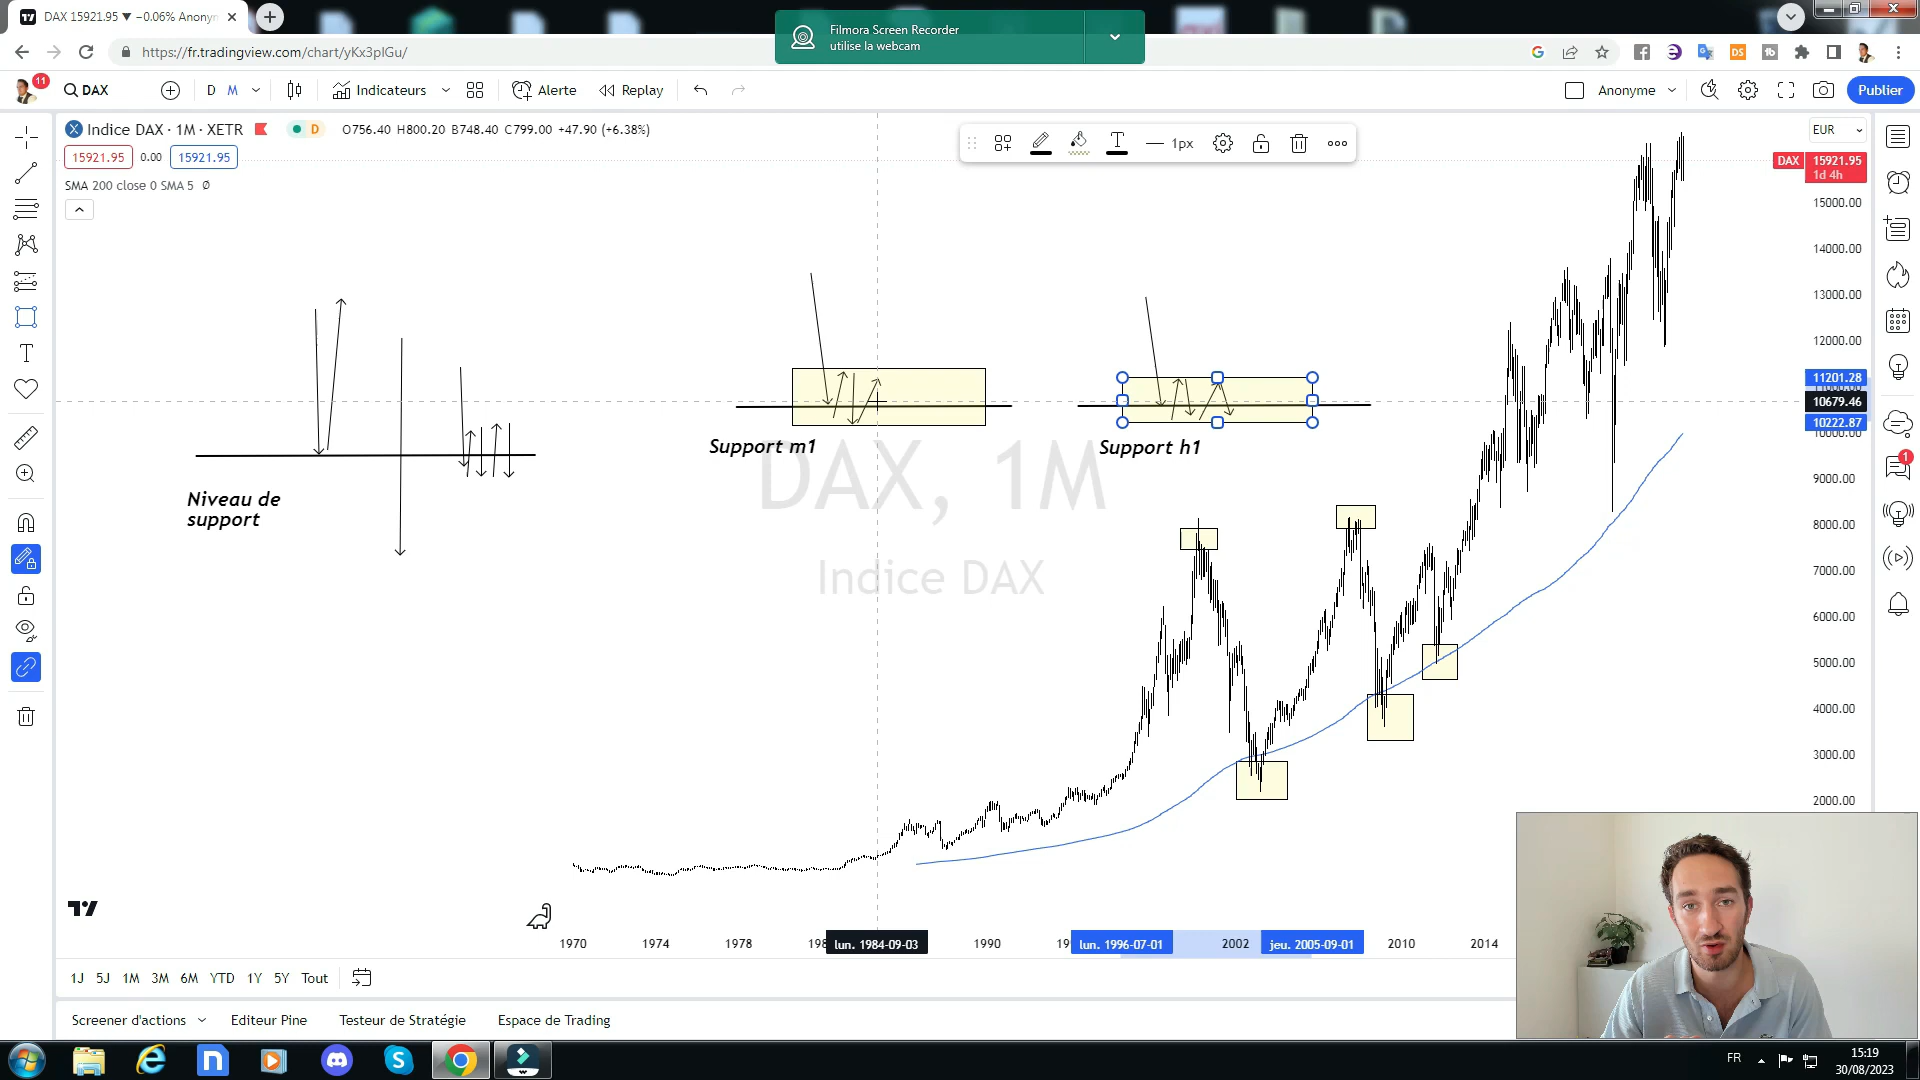 DAX 15921.95 ▼ −0.06% Anonyn
Filmora Screen Recorder
utilise la webcam
https://fr.tradingview.com/chart/yKx3pIGu/
11
DAX
D
M
Indicateurs
Alerte
Replay
Anonyme
Publier
Indice DAX · 1M · XETR
D
O756.40 H800.20 B748.40 C799.00 +47.90 (+6.38%)
1px
EUR
15921.95
0.00
15921.95
DAX
15921.95
1d 4h
SMA 200 close 0 SMA 5
15000.00
14000.00
13000.00
12000.00
11201.28
10679.46
10222.87
9000.00
8000.00
7000.00
6000.00
5000.00
4000.00
3000.00
2000.00
Support m1
Support h1
DAX, 1M
Indice DAX
Niveau de
support
1
1970
1974
1978
lun. 1984-09-03
1990
lun. 1996-07-01
2002
jeu. 2005-09-01
2010
2014
1J 5J 1M 3M 6M YTD 1Y 5Y Tout
Screener d'actions
Editeur Pine
Testeur de Stratégie
Espace de Trading
FR
15:19
30/08/2023